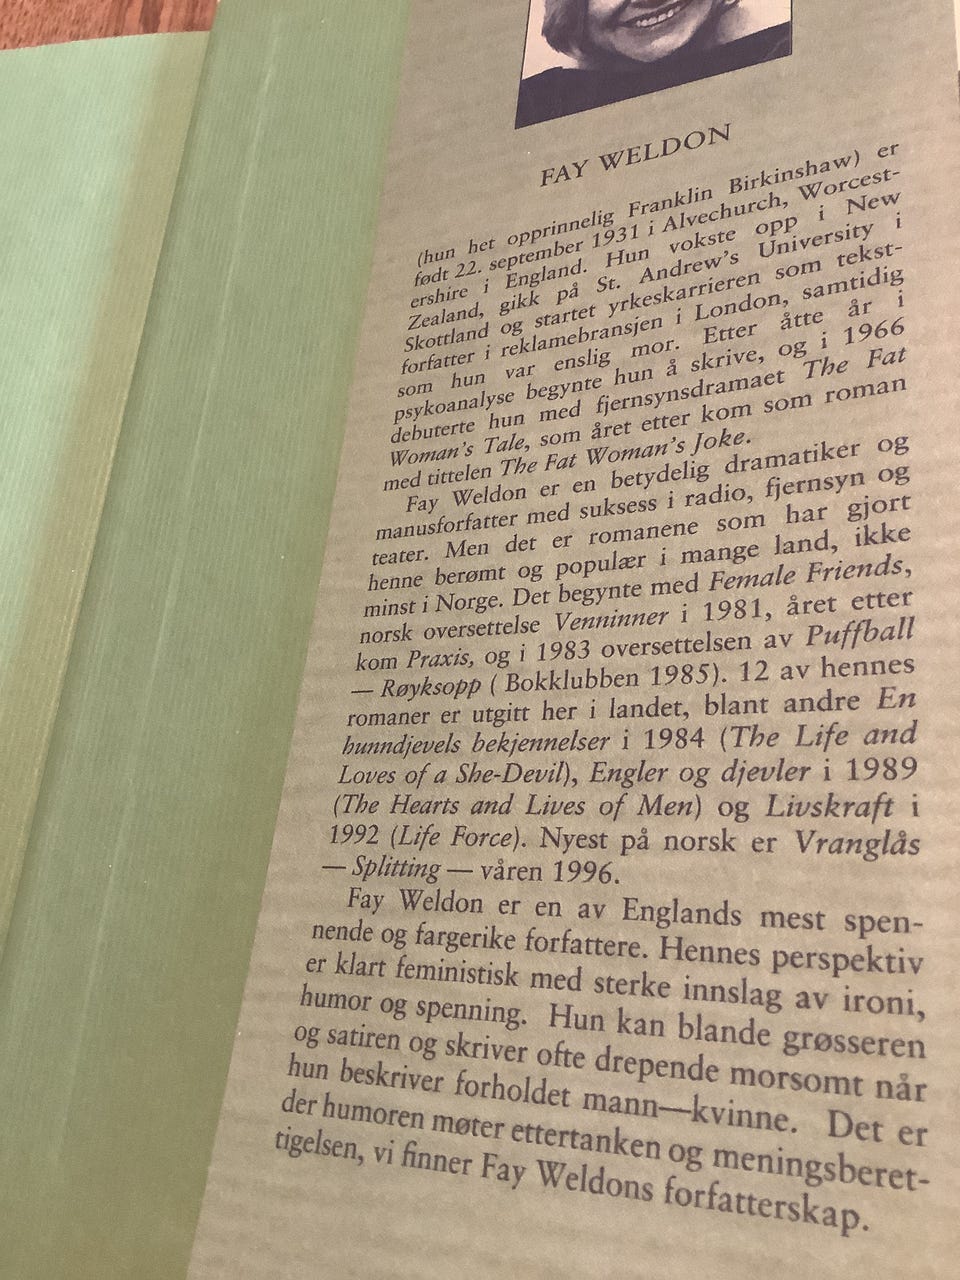 FAY WELDON
(hun het opprinnelig Franklin Birkinshaw) er
født 22. september 1931 i Alvechurch, Worcest-
ershire i England. Hun vokste opp i New
Zealand, gikk på St. Andrew's University i
Skottland og startet yrkeskarrieren som tekst-
forfatter i reklamebransjen i London, samtidig
som hun var enslig mor. Etter åtte år i
psykoanalyse begynte hun å skrive, og i 1966
debuterte hun med fjernsynsdramaet The Fat
Woman's Tale, som året etter kom som roman
med tittelen The Fat Woman's Joke.
Fay Weldon er en betydelig dramatiker og
manusforfatter med suksess i radio, fjernsyn og
teater. Men det er romanene som har gjort
henne berømt og populær i mange land, ikke
minst i Norge. Det begynte med Female Friends,
norsk oversettelse Venninner i 1981, året etter
kom Praxis, og i 1983 oversettelsen av Puffball
— Røyksopp ( Bokklubben 1985). 12 av hennes
romaner er utgitt her i landet, blant andre En
hunndjevels bekjennelser i 1984 (The Life and
Loves of a She-Devil), Engler og djevler i 1989
(The Hearts and Lives of Men) og Livskraft i
1992 (Life Force). Nyest på norsk er Vranglås
— Splitting — våren 1996.
Fay Weldon er en av Englands mest spen-
nende og fargerike forfattere. Hennes perspektiv
er klart feministisk med sterke innslag av ironi,
humor og spenning. Hun kan blande grøsseren
og satiren og skriver ofte drepende morsomt når
hun beskriver forholdet mann—kvinne. Det er
der humoren møter ettertanken og meningsberet-
tigelsen, vi finner Fay Weldons forfatterskap.